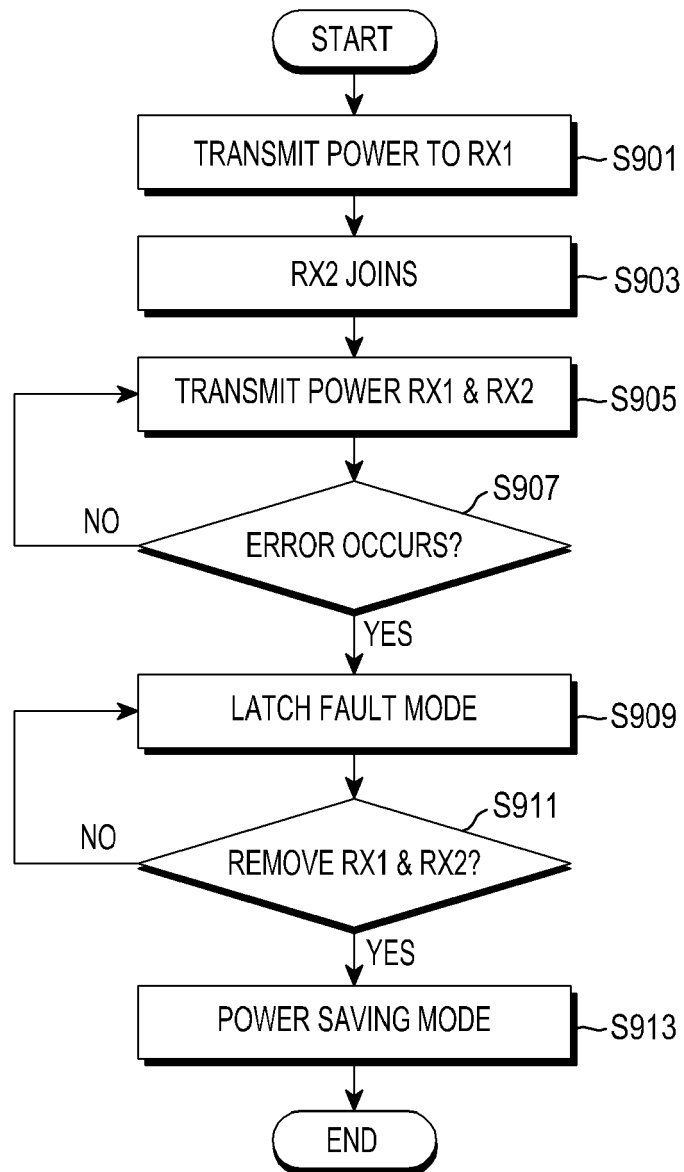 START
TRANSMIT POWER TO RX1
S901
RX2 JOINS
S903
TRANSMIT POWER RX1 & RX2
S905
S907
NO
ERROR OCCURS?
YES
LATCH FAULT MODE
S909
S911
NO
REMOVE RX1 & RX2?
YES
POWER SAVING MODE
S913
END